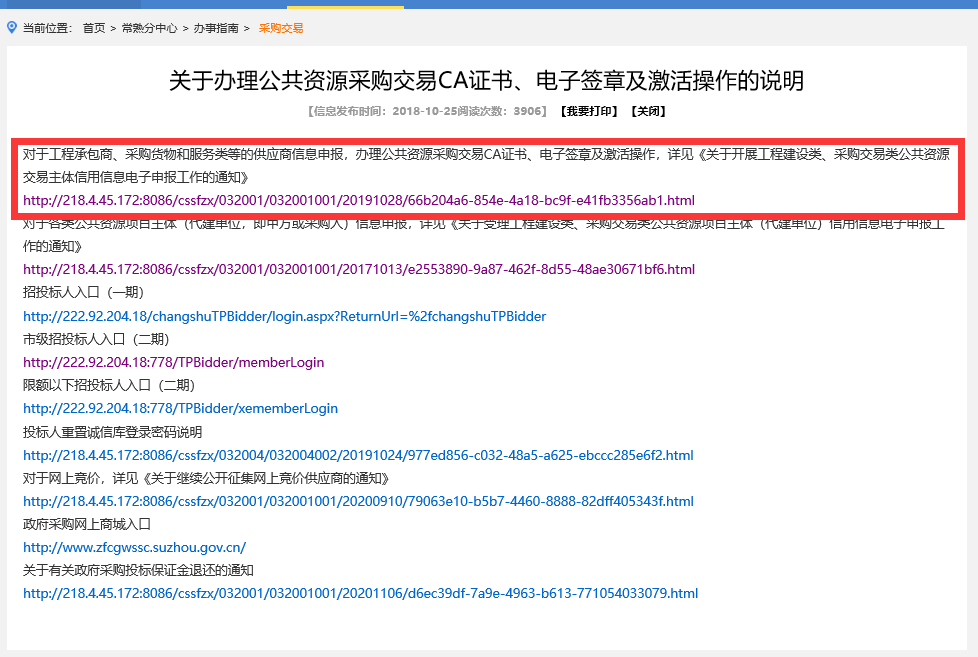 当前位置： 首页 > 常熟分中心 > 办事指南 > 采购交易
关于办理公共资源采购交易CA证书、电子签章及激活操作的说明
【信息发布时间：2018-10-25阅读次数：3906】 【我要打印】 【关闭】
对于工程承包商、采购货物和服务类等的供应商信息申报，办理公共资源采购交易CA证书、电子签章及激活操作，详见《关于开展工程建设类、采购交易类公共资源
交易主体信用信息电子申报工作的通知》
http://218.4.45.172:8086/cssfzx/032001/032001001/20191028/66b204a6-854e-4a18-bc9f-e41fb3356ab1.html
对于各类公共资源项目主体（代建单位，即甲方或采购人）信息申报，详见《关于受理工程建设类、采购交易类公共资源项目主体（代建单位）信用信息电子申报工
作的通知》
http://218.4.45.172:8086/cssfzx/032001/032001001/20171013/e2553890-9a87-462f-8d55-48ae30671bf6.html
招投标人入口（一期）
http://222.92.204.18/changshuTPBidder/login.aspx?ReturnUrl=%2fchangshuTPBidder
市级招投标人入口（二期）
http://222.92.204.18:778/TPBidder/memberLogin
限额以下招投标人入口（二期）
http://222.92.204.18:778/TPBidder/xememberLogin
投标人重置诚信库登录密码说明
http://218.4.45.172:8086/cssfzx/032004/032004002/20191024/977ed856-c032-48a5-a625-ebccc285e6f2.html
对于网上竞价，详见《关于继续公开征集网上竞价供应商的通知》
http://218.4.45.172:8086/cssfzx/032001/032001001/20200910/79063e10-b5b7-4460-8888-82dff405343f.html
政府采购网上商城入口
http://www.zfcgwssc.suzhou.gov.cn/
关于有关政府采购投标保证金退还的通知
http://218.4.45.172:8086/cssfzx/032001/032001001/20201106/d6ec39df-7a9e-4963-b613-771054033079.html